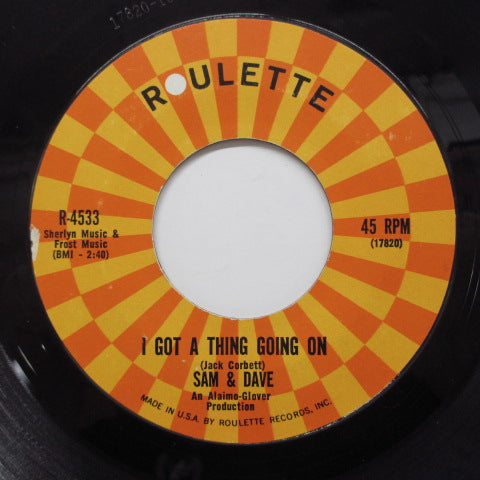 ROULETTE
R-4533
Sherlyn Music &
Frost Music
(BMI - 2:40)
45 RPM
(17820)
I GOT A THING GOING ON
(Jack Corbett)
SAM & DAVE
An Alaimo-Glover
Production
MADE IN U.S.A. BY ROULETTE RECORDS, INC.